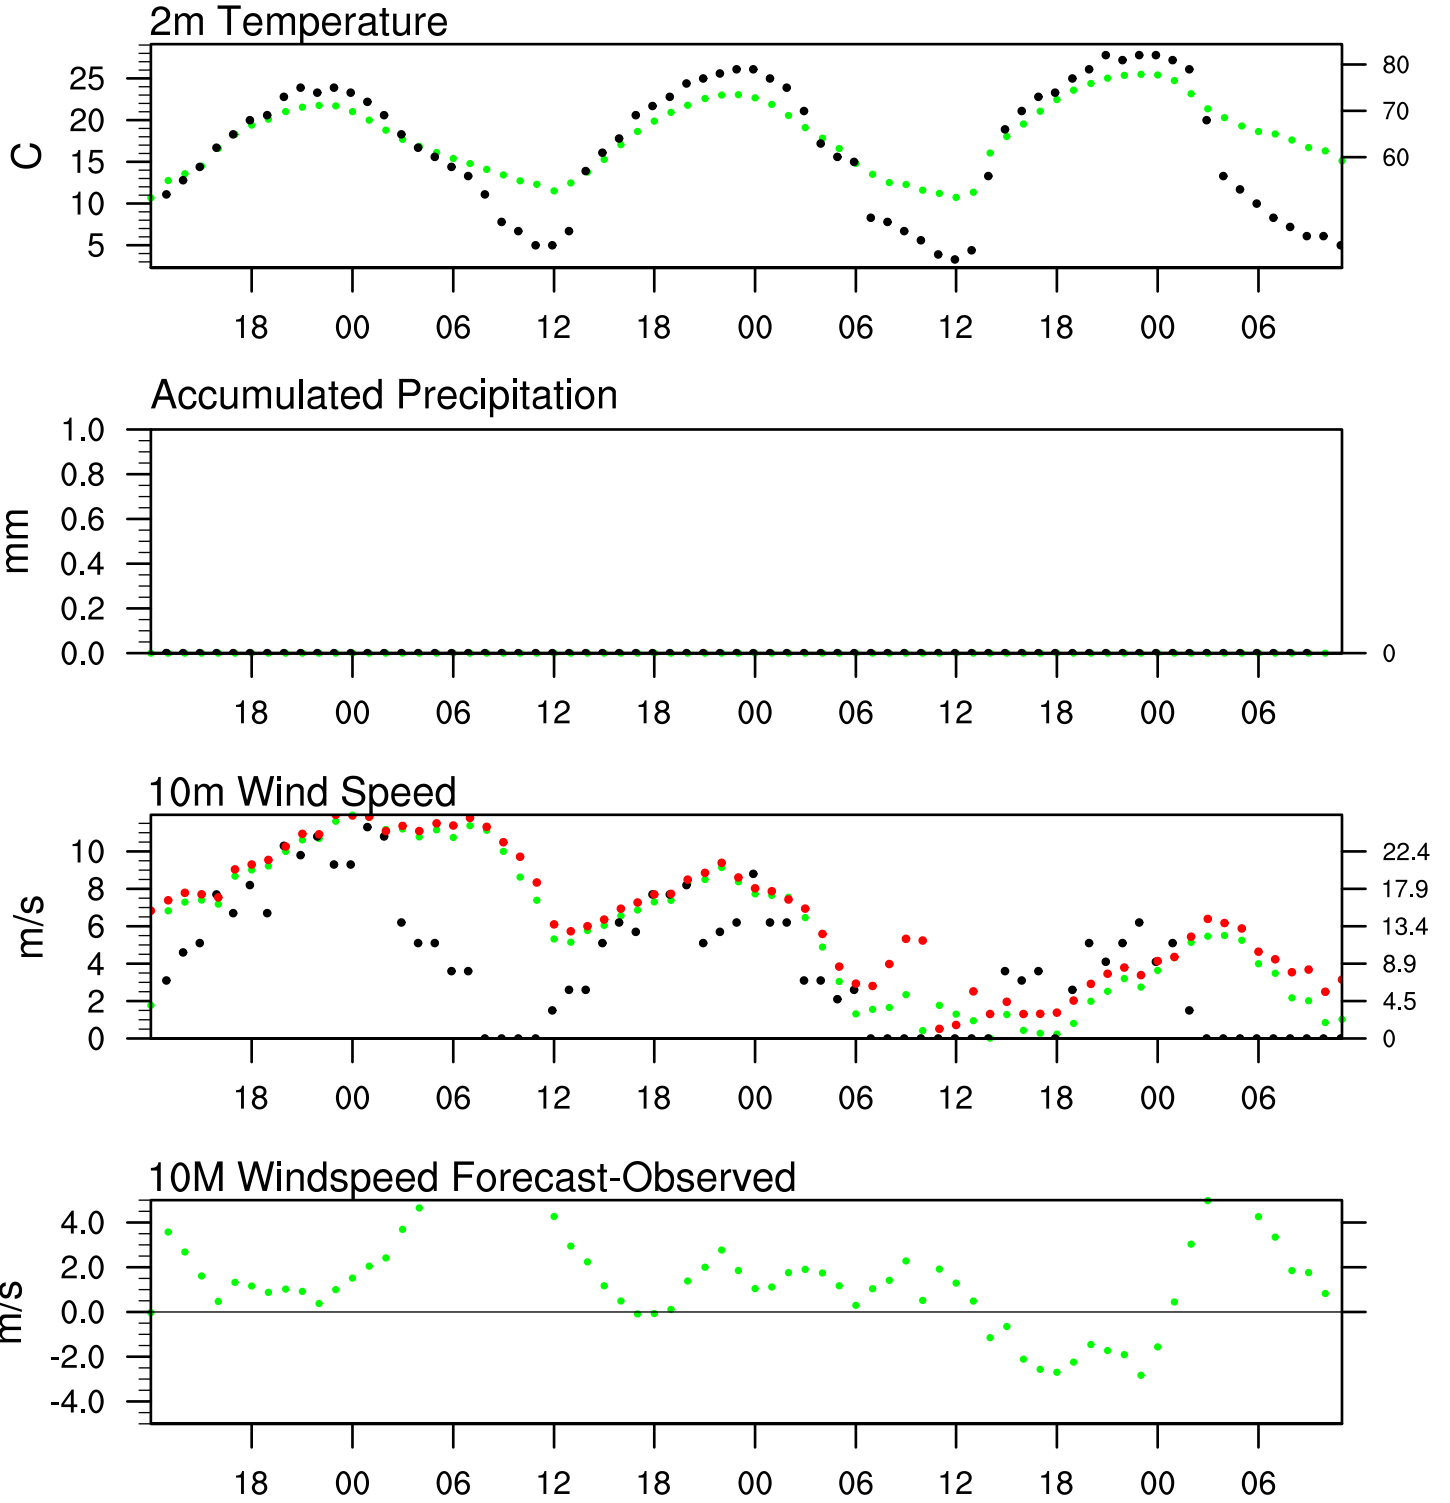 2m Temperature
25
20
15
10
5
C
80
70
60
18 00 06 12 18 00 06 12 18 00 06
Accumulated Precipitation
1.0
0.8
0.6
0.4
0.2
0.0
mm
0
18 00 06 12 18 00 06 12 18 00 06
10m Wind Speed
10
8
6
4
2
0
m/s
22.4
17.9
13.4
8.9
4.5
0
18 00 06 12 18 00 06 12 18 00 06
10M Windspeed Forecast-Observed
4.0
2.0
0.0
-2.0
-4.0
m/s
18 00 06 12 18 00 06 12 18 00 06